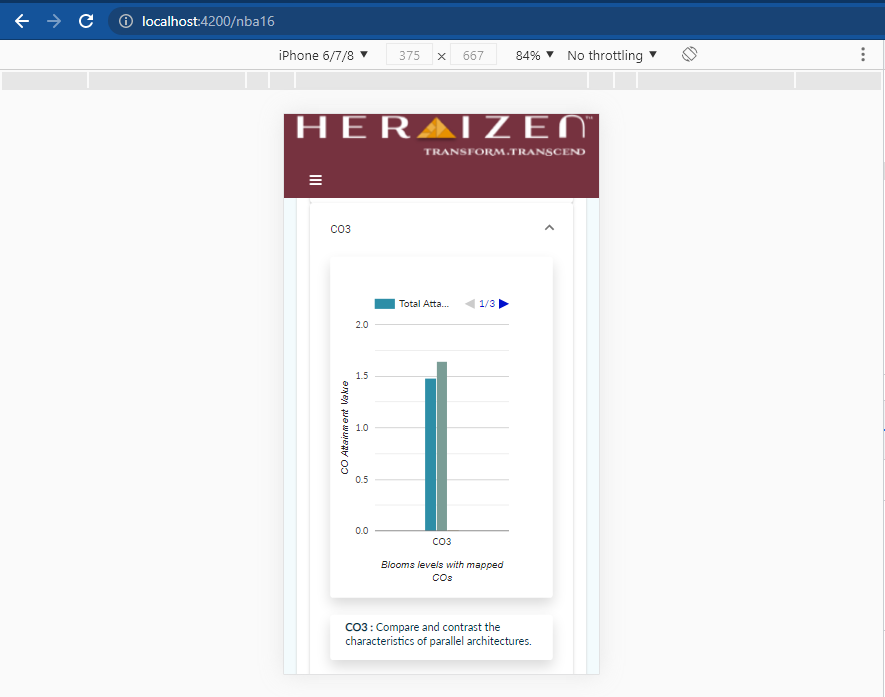 localhost:4200/nba16
iPhone 6/7/8 ▼ 375 x 667 84% ▼ No throttling ▼
HERAIZEN™
TRANSFORM.TRANSCEND
CO3
Total Atta... 1/3
2.0
1.5
1.0
0.5
0.0
CO Attainment Value
CO3
Blooms levels with mapped
COs
CO3 : Compare and contrast the
characteristics of parallel architectures.